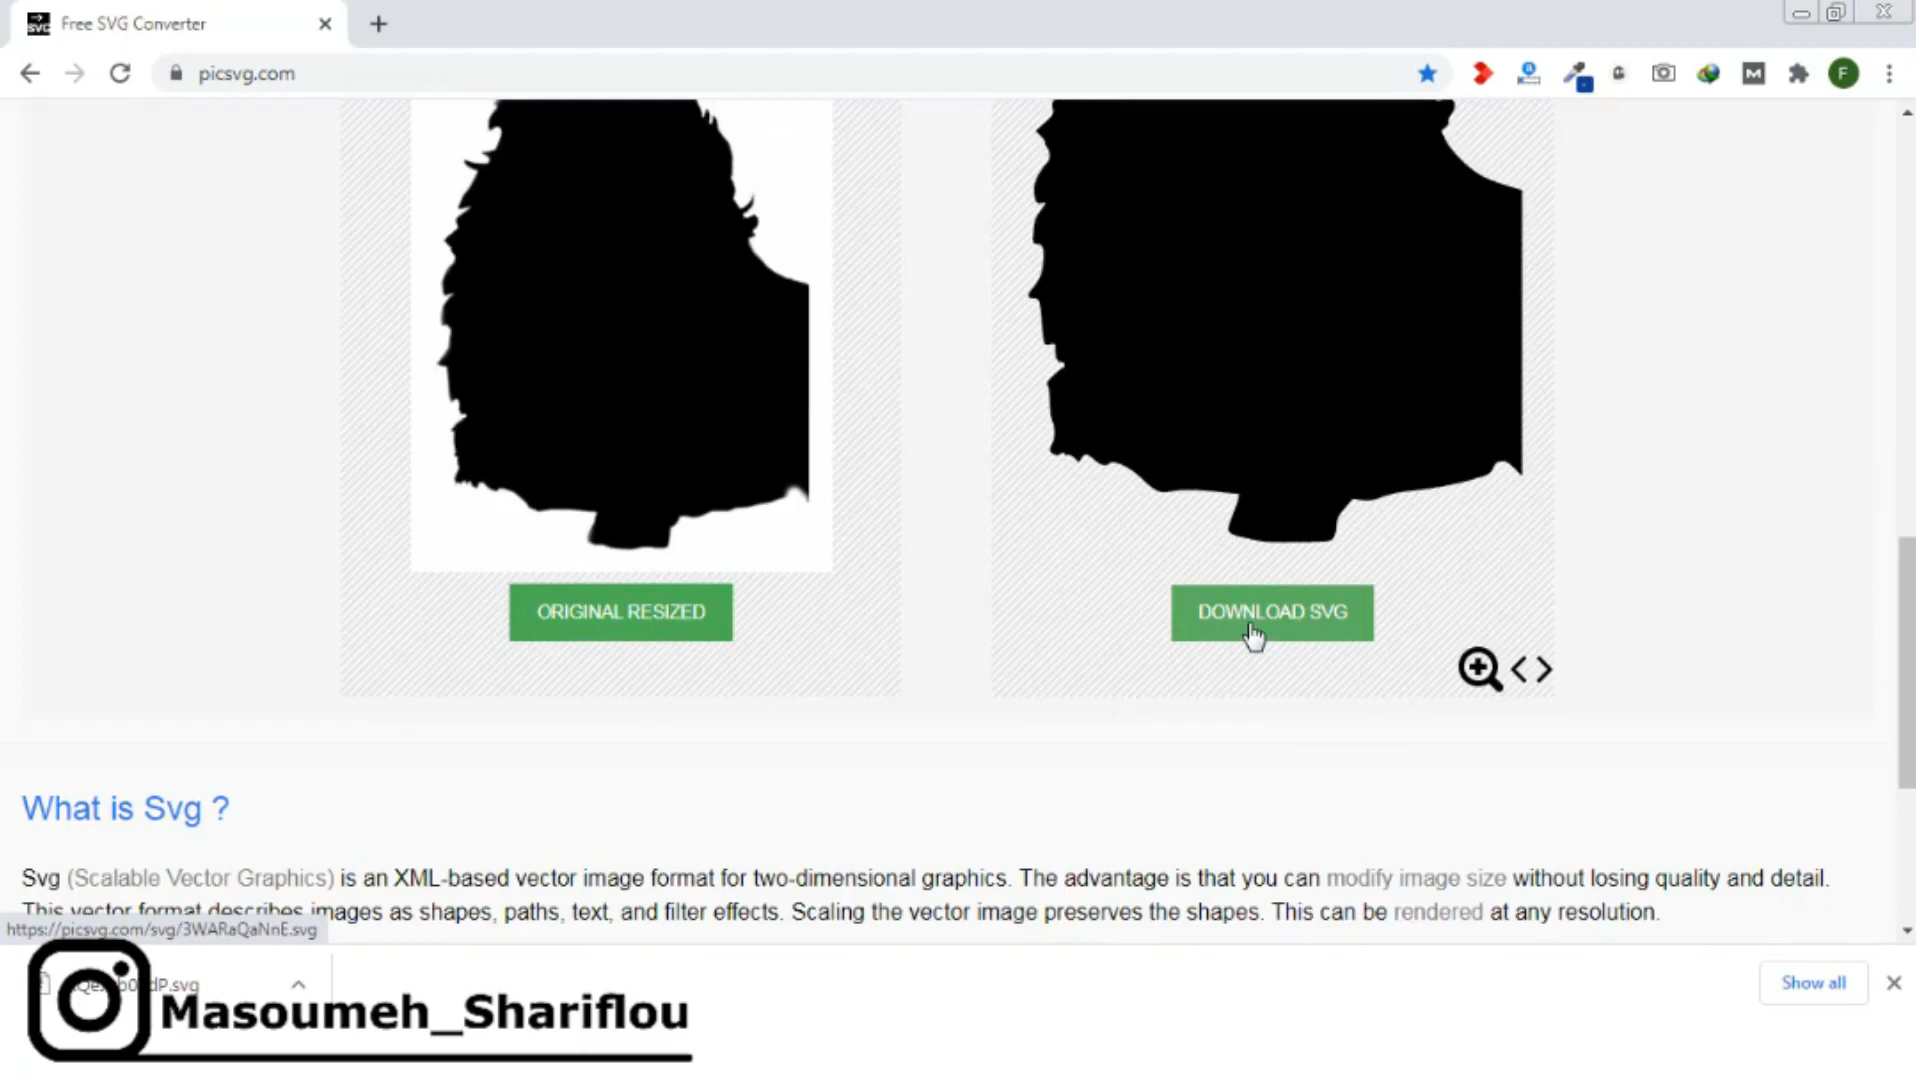 Free SVG Converter
picsvg.com
F
ORIGINAL RESIZED
DOWNLOAD SVG
What is Svg ?
Svg (Scalable Vector Graphics) is an XML-based vector image format for two-dimensional graphics. The advantage is that you can modify image size without losing quality and detail.
This vector format describes images as shapes, paths, text, and filter effects. Scaling the vector image preserves the shapes. This can be rendered at any resolution.
https://picsvg.com/svg/3WARaQaNnE.svg
Show all
Masoumeh_Shariflou